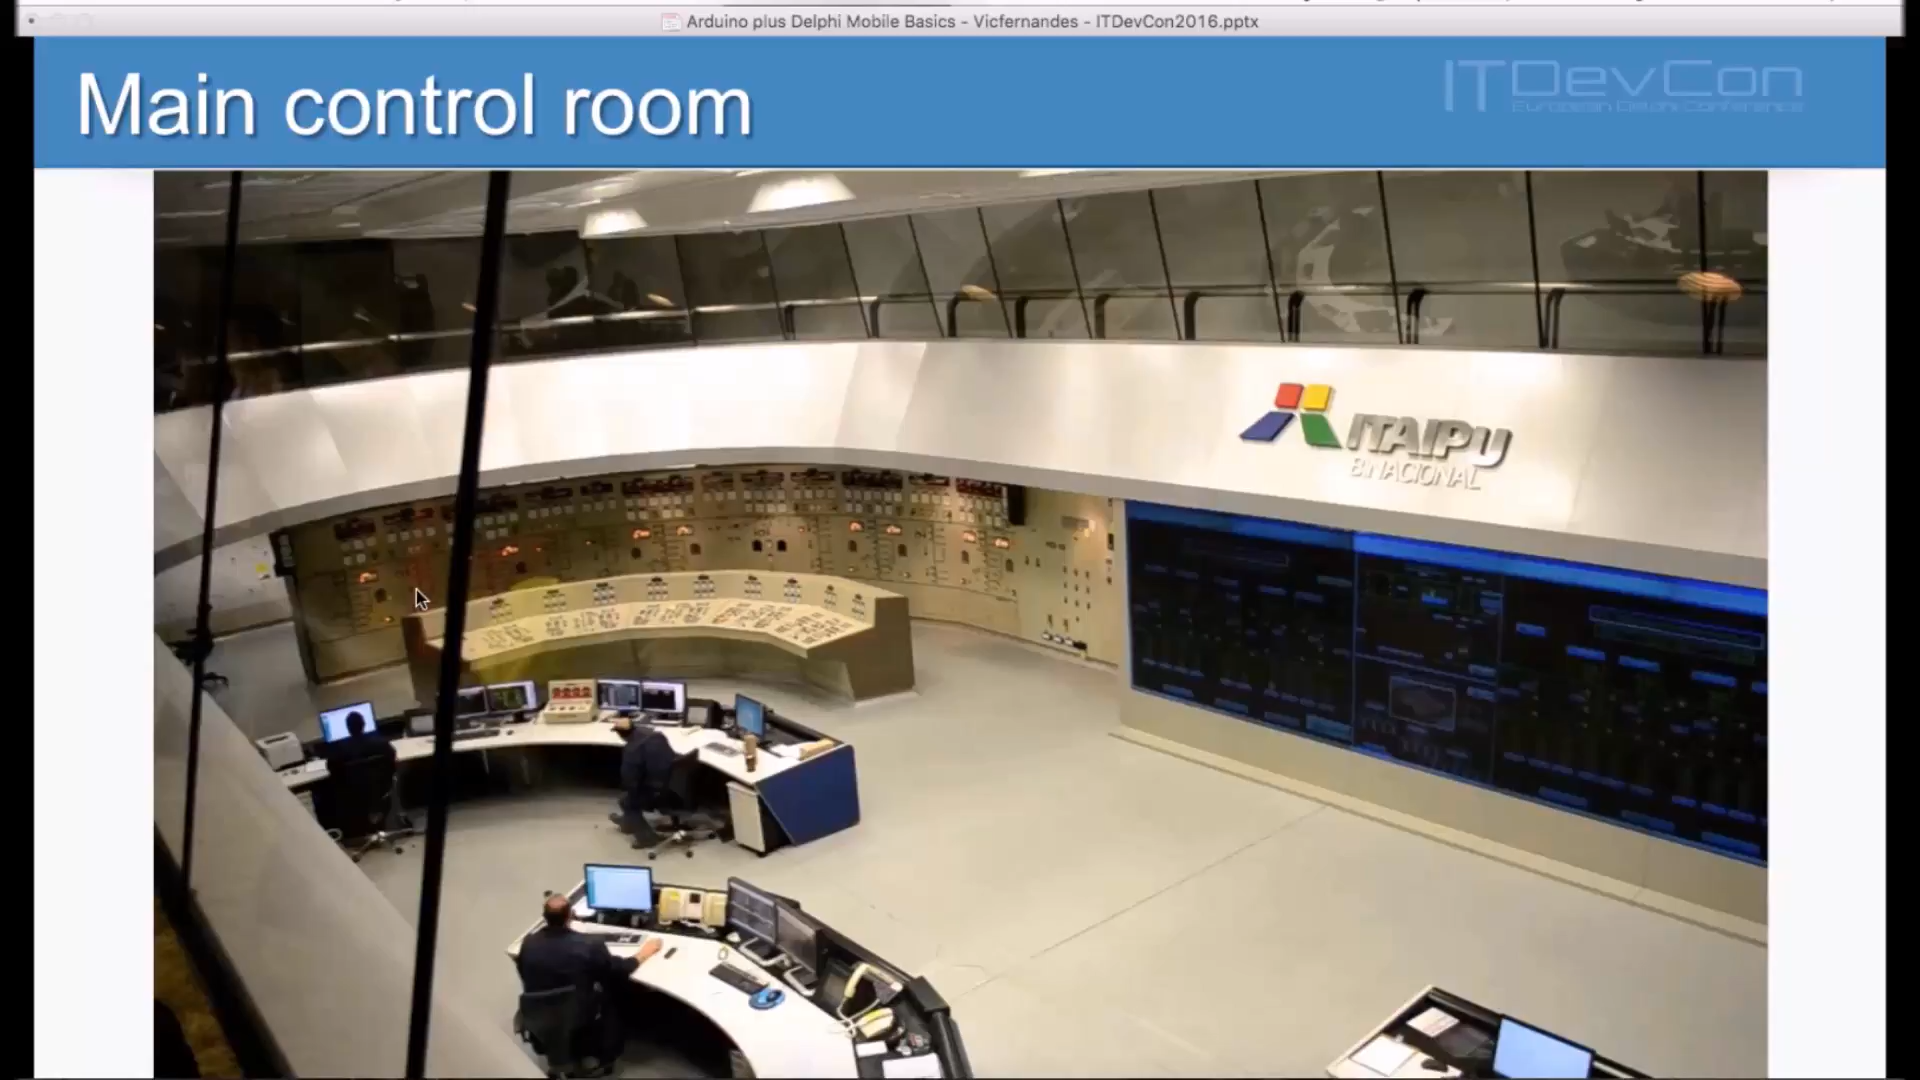 Arduino plus Delphi Mobile Basics - Vicfernandes - ITDevCon2016.pptx
Main control room
ITDevCon
European Delphi Conference
ITAIPU
BINACIONAL